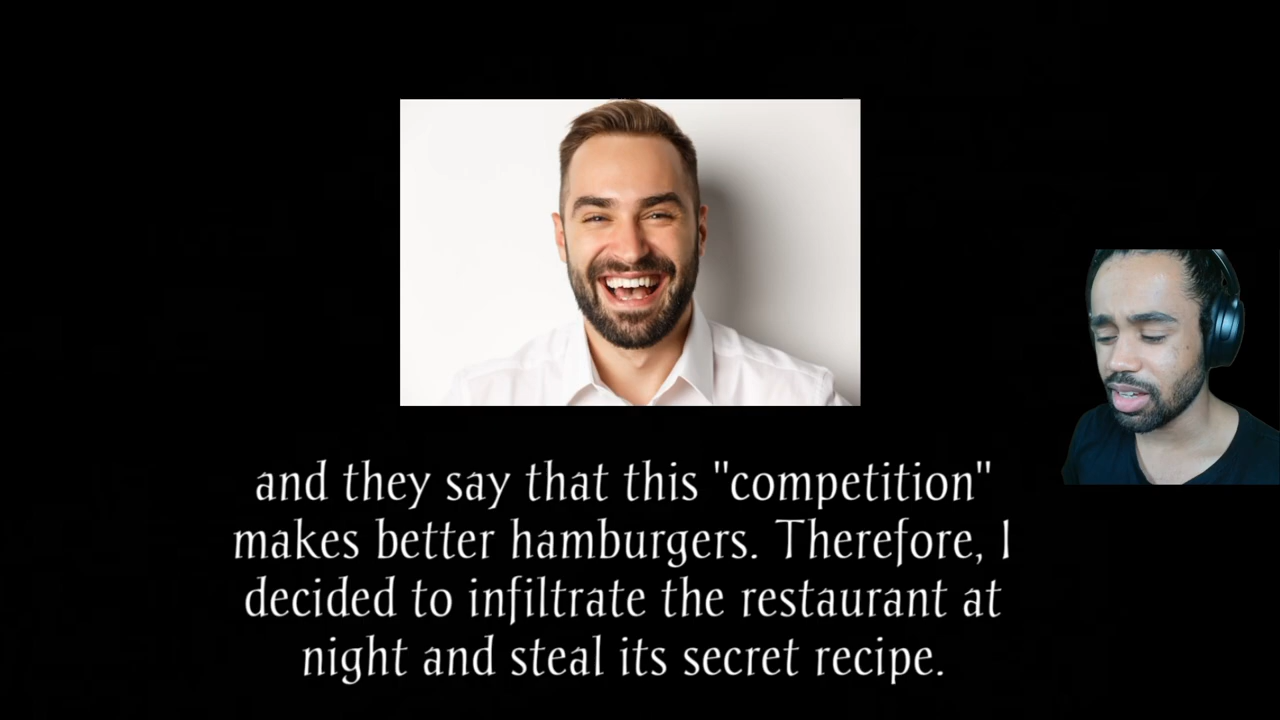 and they say that this "competition"
makes better hamburgers. Therefore, I
decided to infiltrate the restaurant at
night and steal its secret recipe.